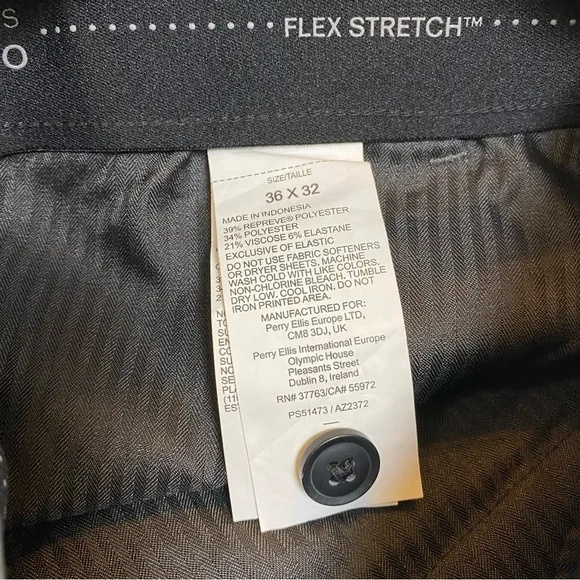 S
O
FLEX STRETCH™
SIZE/TAILLE
36 X 32
MADE IN INDONESIA
39% REPREVE® POLYESTER
34% POLYESTER
21% VISCOSE 6% ELASTANE
EXCLUSIVE OF ELASTIC
DO NOT USE FABRIC SOFTENERS
OR DRYER SHEETS. MACHINE
WASH COLD WITH LIKE COLORS.
NON-CHLORINE BLEACH. TUMBLE
DRY LOW. COOL IRON. DO NOT
IRON PRINTED AREA.
MANUFACTURED FOR:
Perry Ellis Europe LTD,
CM8 3DJ, UK
Perry Ellis International Europe
Olympic House
Pleasants Street
Dublin 8, Ireland
RN# 37763/CA# 55972
PS51473 / AZ2372